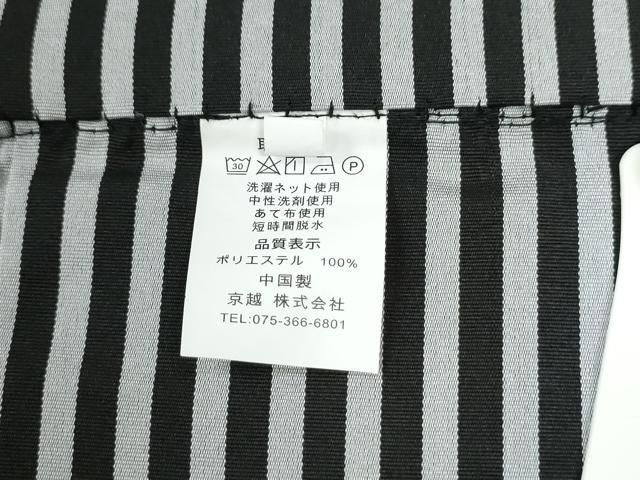 取
30 P
洗濯ネット使用
中性洗剤使用
あて布使用
短時間脱水
品質表示
ポリエステル 100%
中国製
京越 株式会社
TEL:075-366-6801